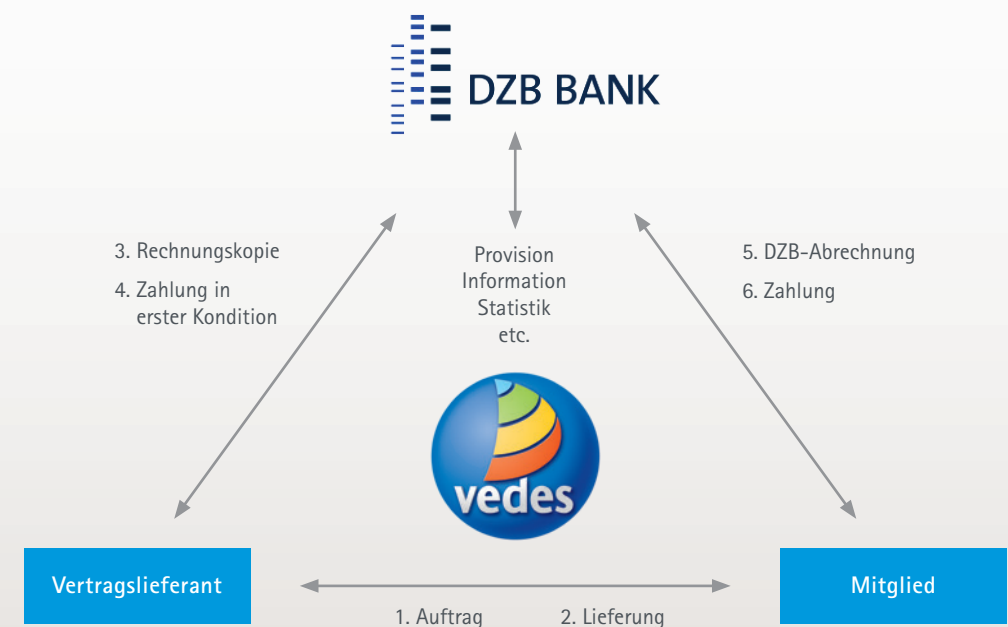 DZB BANK
3. Rechnungskopie
4. Zahlung in
erster Kondition
Provision
Information
Statistik
etc.
5. DZB-Abrechnung
6. Zahlung
vedes
Vertragslieferant
Mitglied
1. Auftrag
2. Lieferung